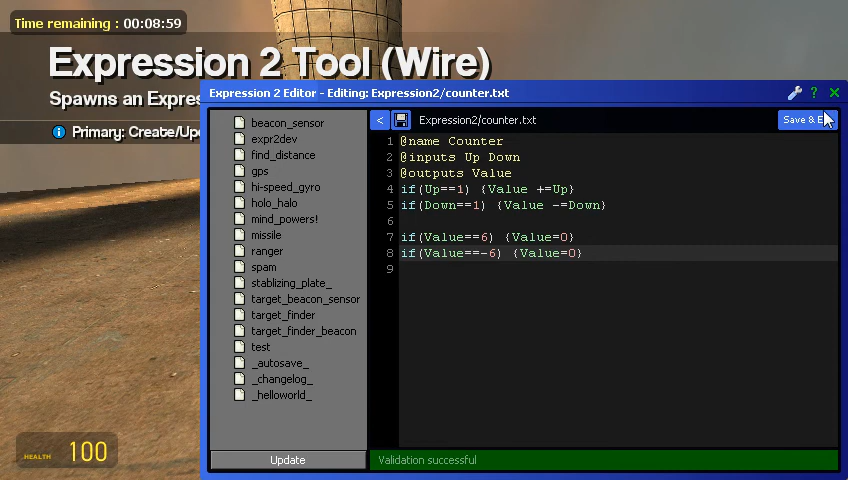 Time remaining : 00:08:59
Expression 2 Tool (Wire)
Spawns an Expres
Primary: Create/Up
Expression 2 Editor - Editing: Expression2/counter.txt
beacon_sensor
expr2dev
find_distance
gps
hi-speed_gyro
holo_halo
mind_powers!
missile
ranger
spam
stablizing_plate_
target_beacon_sensor
target_finder
target_finder_beacon
test
_autosave_
_changelog_
_helloworld_
Update
< Expression2/counter.txt
Save & E
1 @name Counter
2 @inputs Up Down
3 @outputs Value
4 if(Up==1) {Value +=Up}
5 if(Down==1) {Value -=Down}
6
7 if(Value==6) {Value=0}
8 if(Value==-6) {Value=0}
9
Validation successful
HEALTH 100